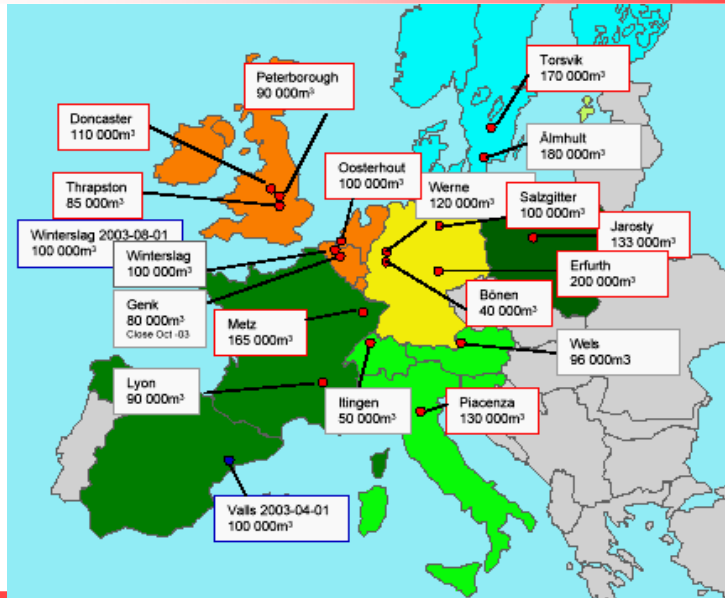 Peterborough
90 000m³
Torsvik
170 000m³
Doncaster
110 000m³
Älmhult
180 000m³
Oosterhout
100 000m³
Thrapston
85 000m³
Werne
120 000m³
Salzgitter
100 000m³
Winterslag 2003-08-01
100 000m³
Winterslag
100 000m³
Jarosty
133 000m³
Erfurth
200 000m³
Genk
80 000m³
Close Oct -03
Bönen
40 000m³
Metz
165 000m³
Wels
96 000m3
Lyon
90 000m³
Itingen
50 000m³
Piacenza
130 000m³
Valls 2003-04-01
100 000m³